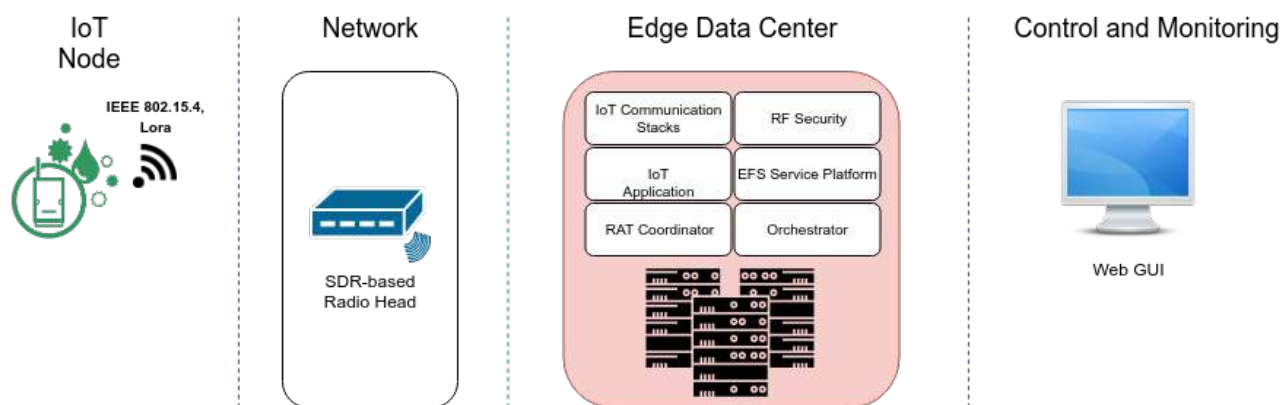 IoT
Node
Network
Edge Data Center
Control and Monitoring
IEEE 802.15.4,
Lora
SDR-based
Radio Head
IoT Communication
Stacks
RF Security
IoT
Application
EFS Service Platform
RAT Coordinator
Orchestrator
Web GUI